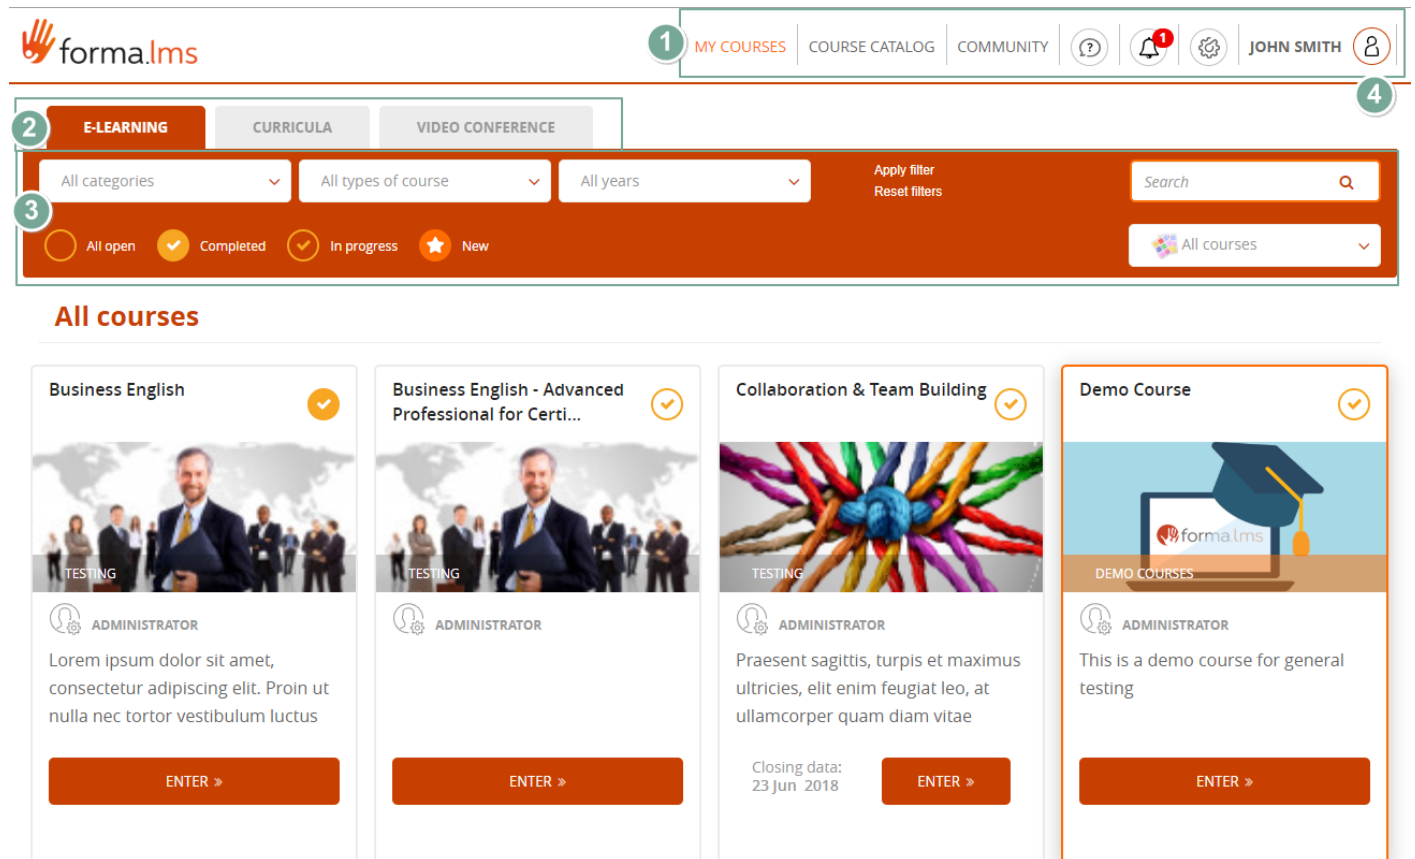 forma.lms
1
MY COURSES
COURSE CATALOG
COMMUNITY
?
1
JOHN SMITH
4
2
E-LEARNING
CURRICULA
VIDEO CONFERENCE
3
All categories
All types of course
All years
Apply filter
Reset filters
Search
All open
Completed
In progress
New
All courses
All courses
Business English
TESTING
ADMINISTRATOR
Lorem ipsum dolor sit amet,
consectetur adipiscing elit. Proin ut
nulla nec tortor vestibulum luctus
ENTER »
Business English - Advanced
Professional for Certi...
TESTING
ADMINISTRATOR
ENTER »
Collaboration & Team Building
TESTING
ADMINISTRATOR
Praesent sagittis, turpis et maximus
ultricies, elit enim feugiat leo, at
ullamcorper quam diam vitae
Closing data:
23 Jun 2018
ENTER »
Demo Course
forma.lms
DEMO COURSES
ADMINISTRATOR
This is a demo course for general
testing
ENTER »